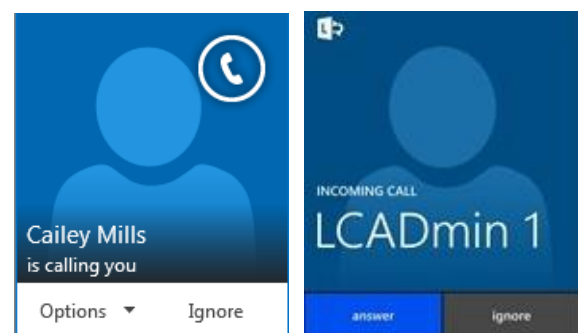 Cailey Mills
is calling you
Options Ignore
L
INCOMING CALL
LCADmin 1
answer ignore